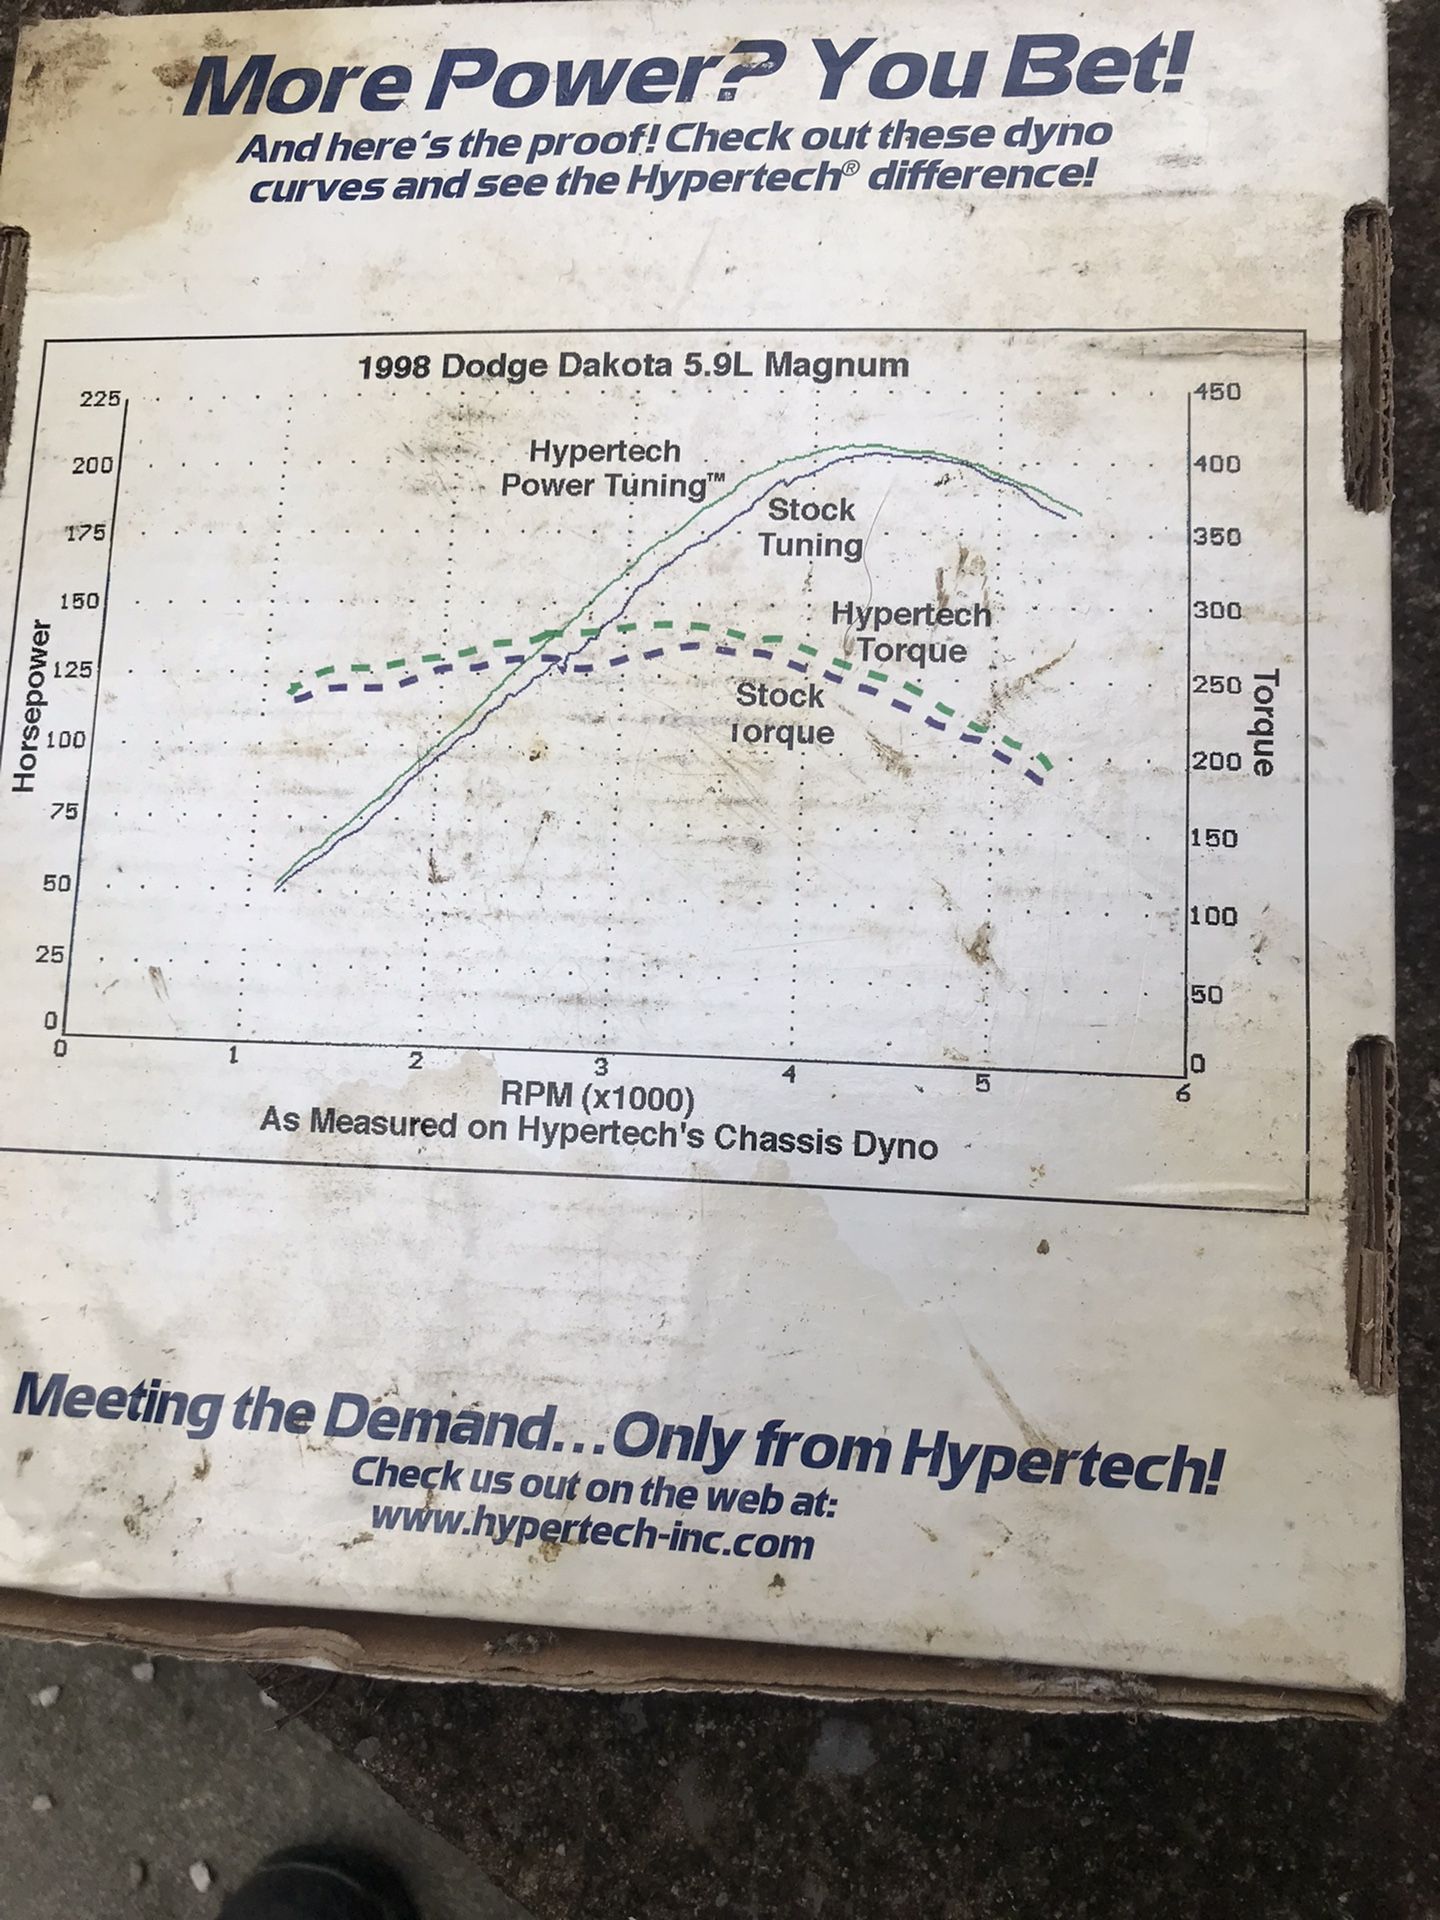 More Power? You Bet!
And here's the proof! Check out these dyno
curves and see the Hypertech® difference!
1998 Dodge Dakota 5.9L Magnum
225
200
175
150
125
100
75
50
25
0
Horsepower
Hypertech
Power Tuning™
Stock
Tuning
Hypertech
Torque
Stock
Torque
450
400
350
300
250
200
150
100
50
0
Torque
0 1 2 3 4 5 6
RPM (x1000)
As Measured on Hypertech's Chassis Dyno
Meeting the Demand...Only from Hypertech!
Check us out on the web at:
www.hypertech-inc.com